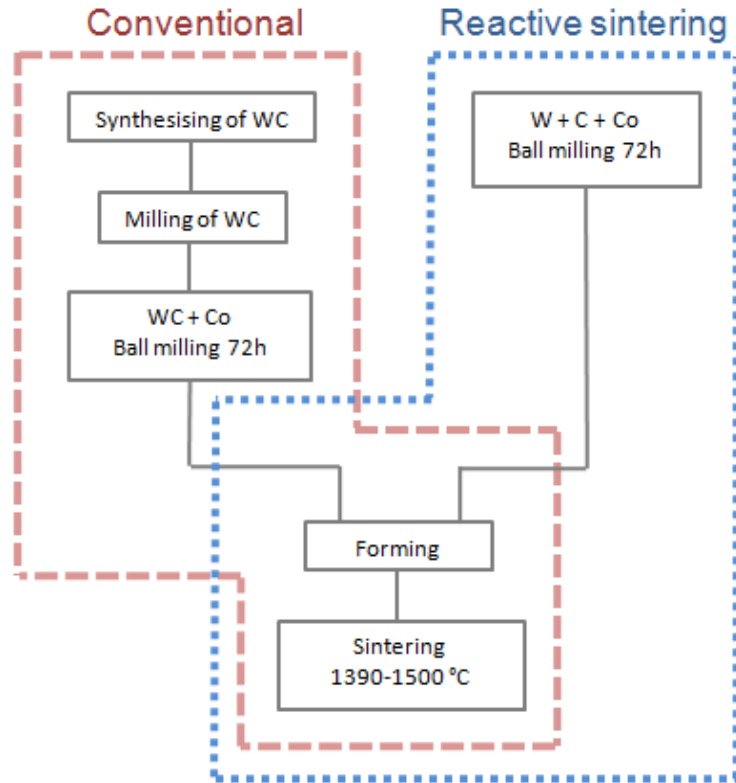 Conventional
Reactive sintering
Synthesising of WC
W + C + Co
Ball milling 72h
Milling of WC
WC + Co
Ball milling 72h
Forming
Sintering
1390-1500 °C